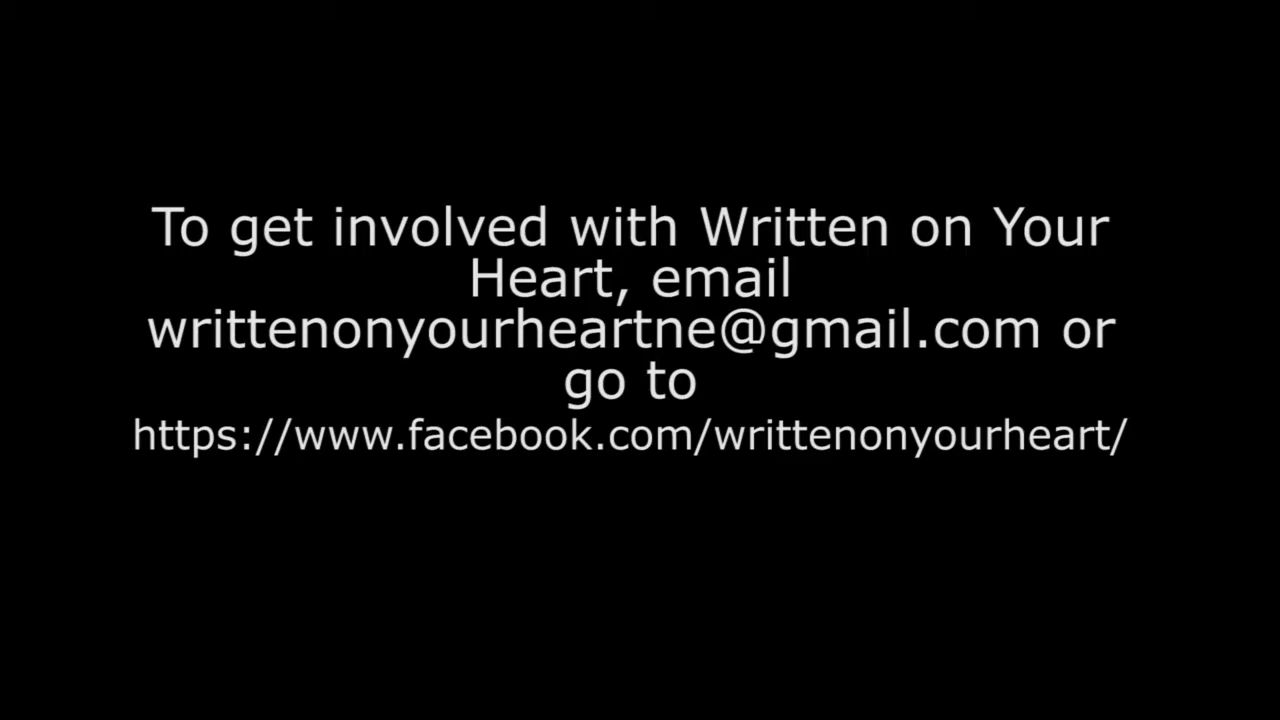 To get involved with Written on Your
Heart, email
writtenonyourheartne@gmail.com or
go to
https://www.facebook.com/writtenonyourheart/